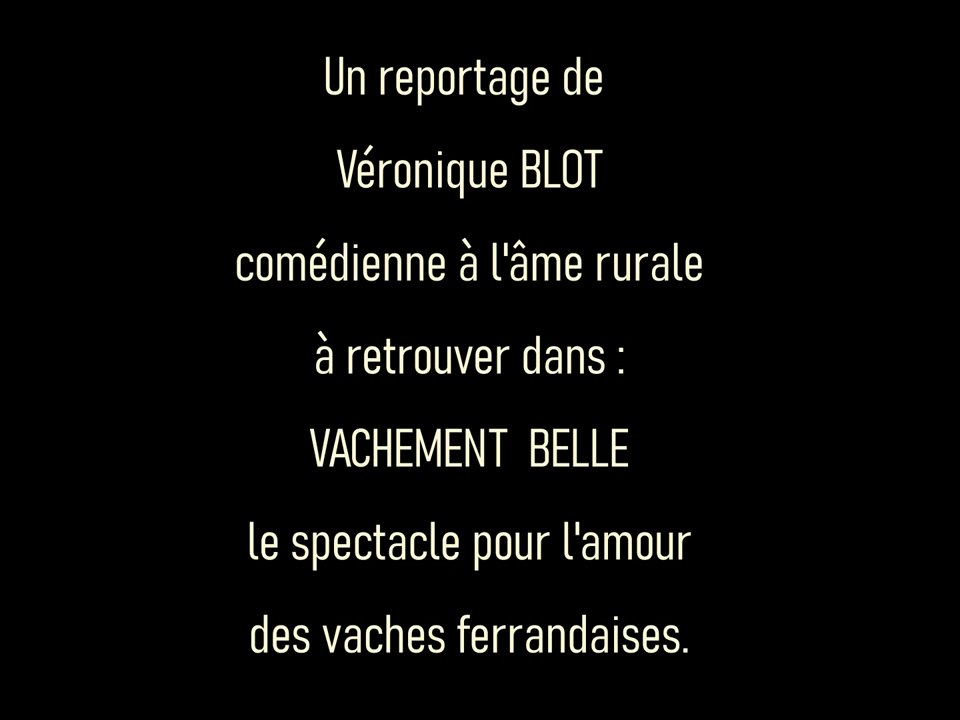 Un reportage de
Véronique BLOT
comédienne à l'âme rurale
à retrouver dans :
VACHEMENT BELLE
le spectacle pour l'amour
des vaches ferrandaises.